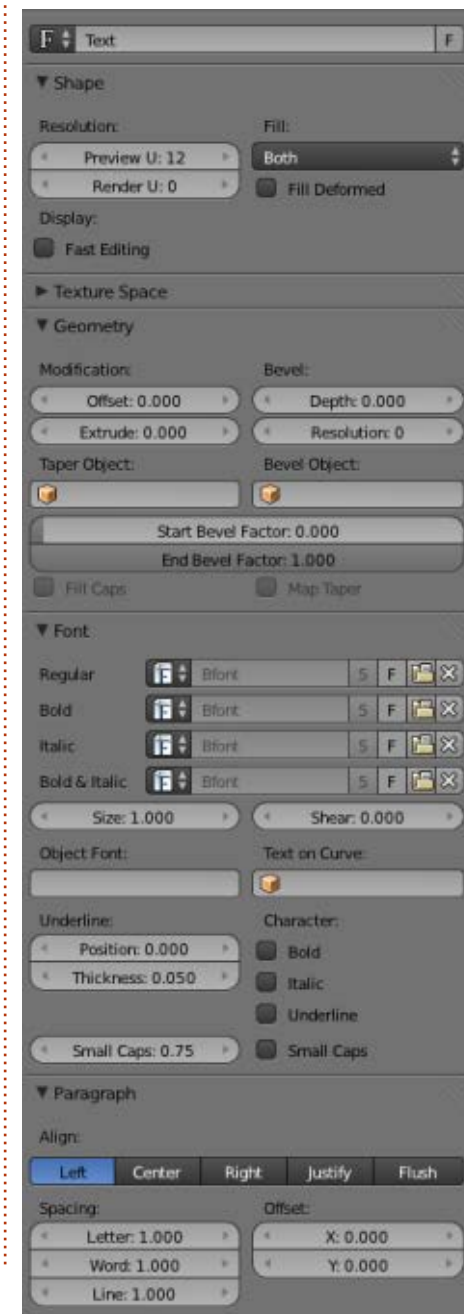 F Text F
Shape
Resolution: Fill:
Preview U: 12 Both
Render U: 0 Fill Deformed
Display:
Fast Editing
Texture Space
Geometry
Modification: Bevel:
Offset: 0.000 Depth: 0.000
Extrude: 0.000 Resolution: 0
Taper Object: Bevel Object:
Start Bevel Factor: 0.000
End Bevel Factor: 1.000
Fill Caps Map Taper
Font
Regular F Bfont 5 F
Bold F Bfont 5 F
Italic F Bfont 5 F
Bold & Italic F Bfont 5 F
Size: 1.000 Shear: 0.000
Object Font: Text on Curve:
Underline: Character:
Position: 0.000 Bold
Thickness: 0.050 Italic
Underline
Small Caps: 0.75 Small Caps
Paragraph
Align:
Left Center Right Justify Flush
Spacing: Offset:
Letter: 1.000 X: 0.000
Word: 1.000 Y: 0.000
Line: 1.000